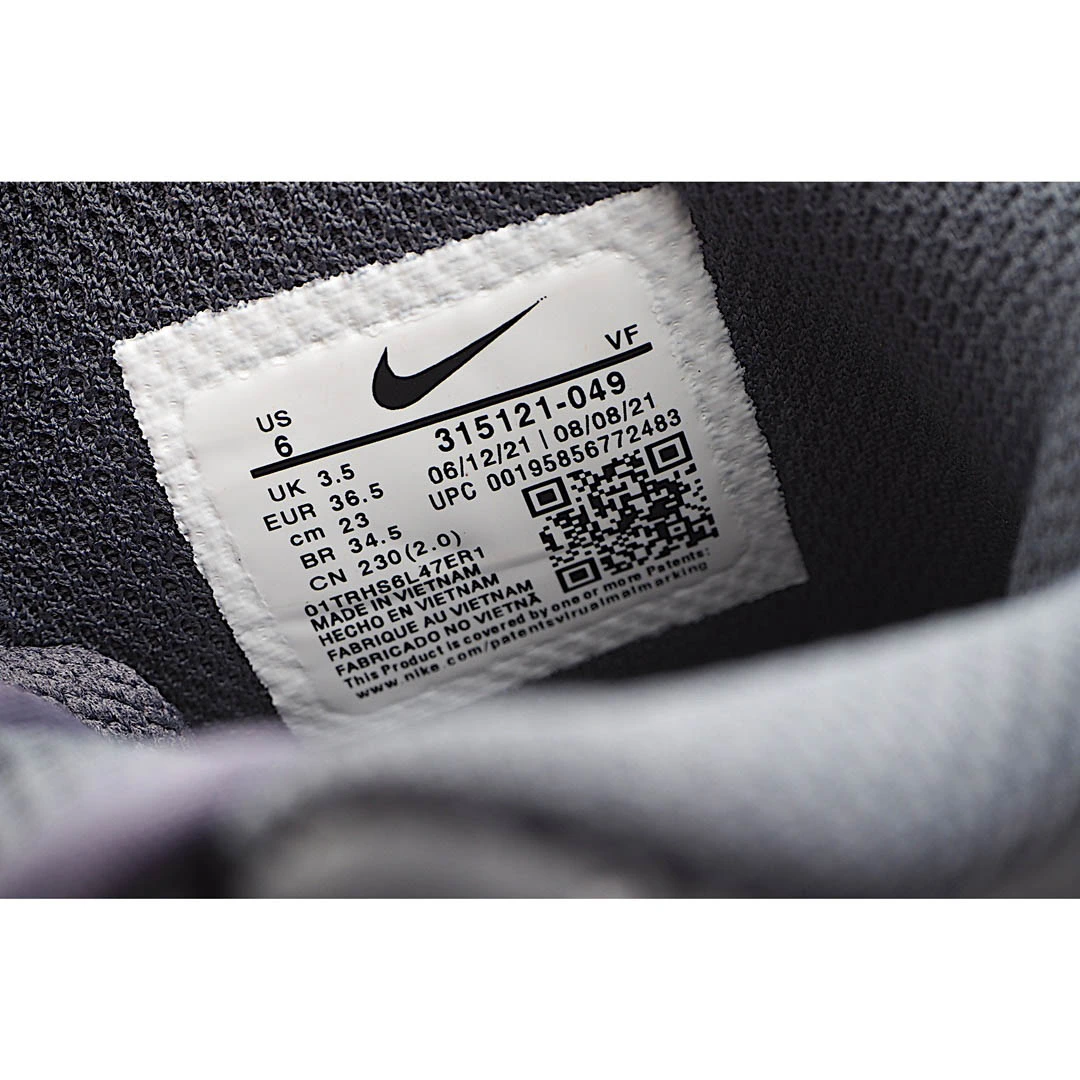 VF
US
6
315121-049
06/12/21 | 08/08/21
UPC 00195856772483
UK 3.5
EUR 36.5
cm 23
BR 34.5
CN 230(2.0)
01TRHS6L47ER1
MADE IN VIETNAM
HECHO EN VIETNAM
FABRIQUE AU VIETNAM
FABRICADO NO VIETNÃ
This Product is covered by one or more Patents:
www.nike.com/patentsvirualmalmarking